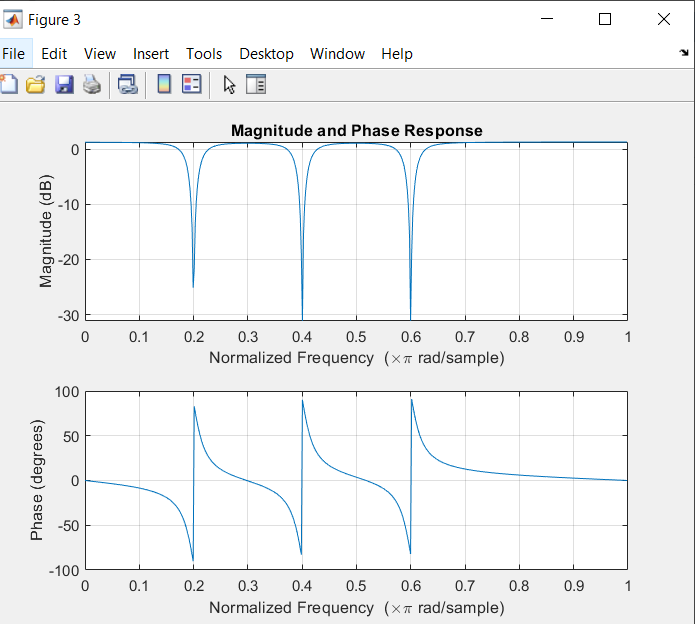 Figure 3
File Edit View Insert Tools Desktop Window Help
Magnitude and Phase Response
Magnitude (dB)
0
-10
-20
-30
0 0.1 0.2 0.3 0.4 0.5 0.6 0.7 0.8 0.9 1
Normalized Frequency (×π rad/sample)
Phase (degrees)
100
50
0
-50
-100
0 0.1 0.2 0.3 0.4 0.5 0.6 0.7 0.8 0.9 1
Normalized Frequency (×π rad/sample)